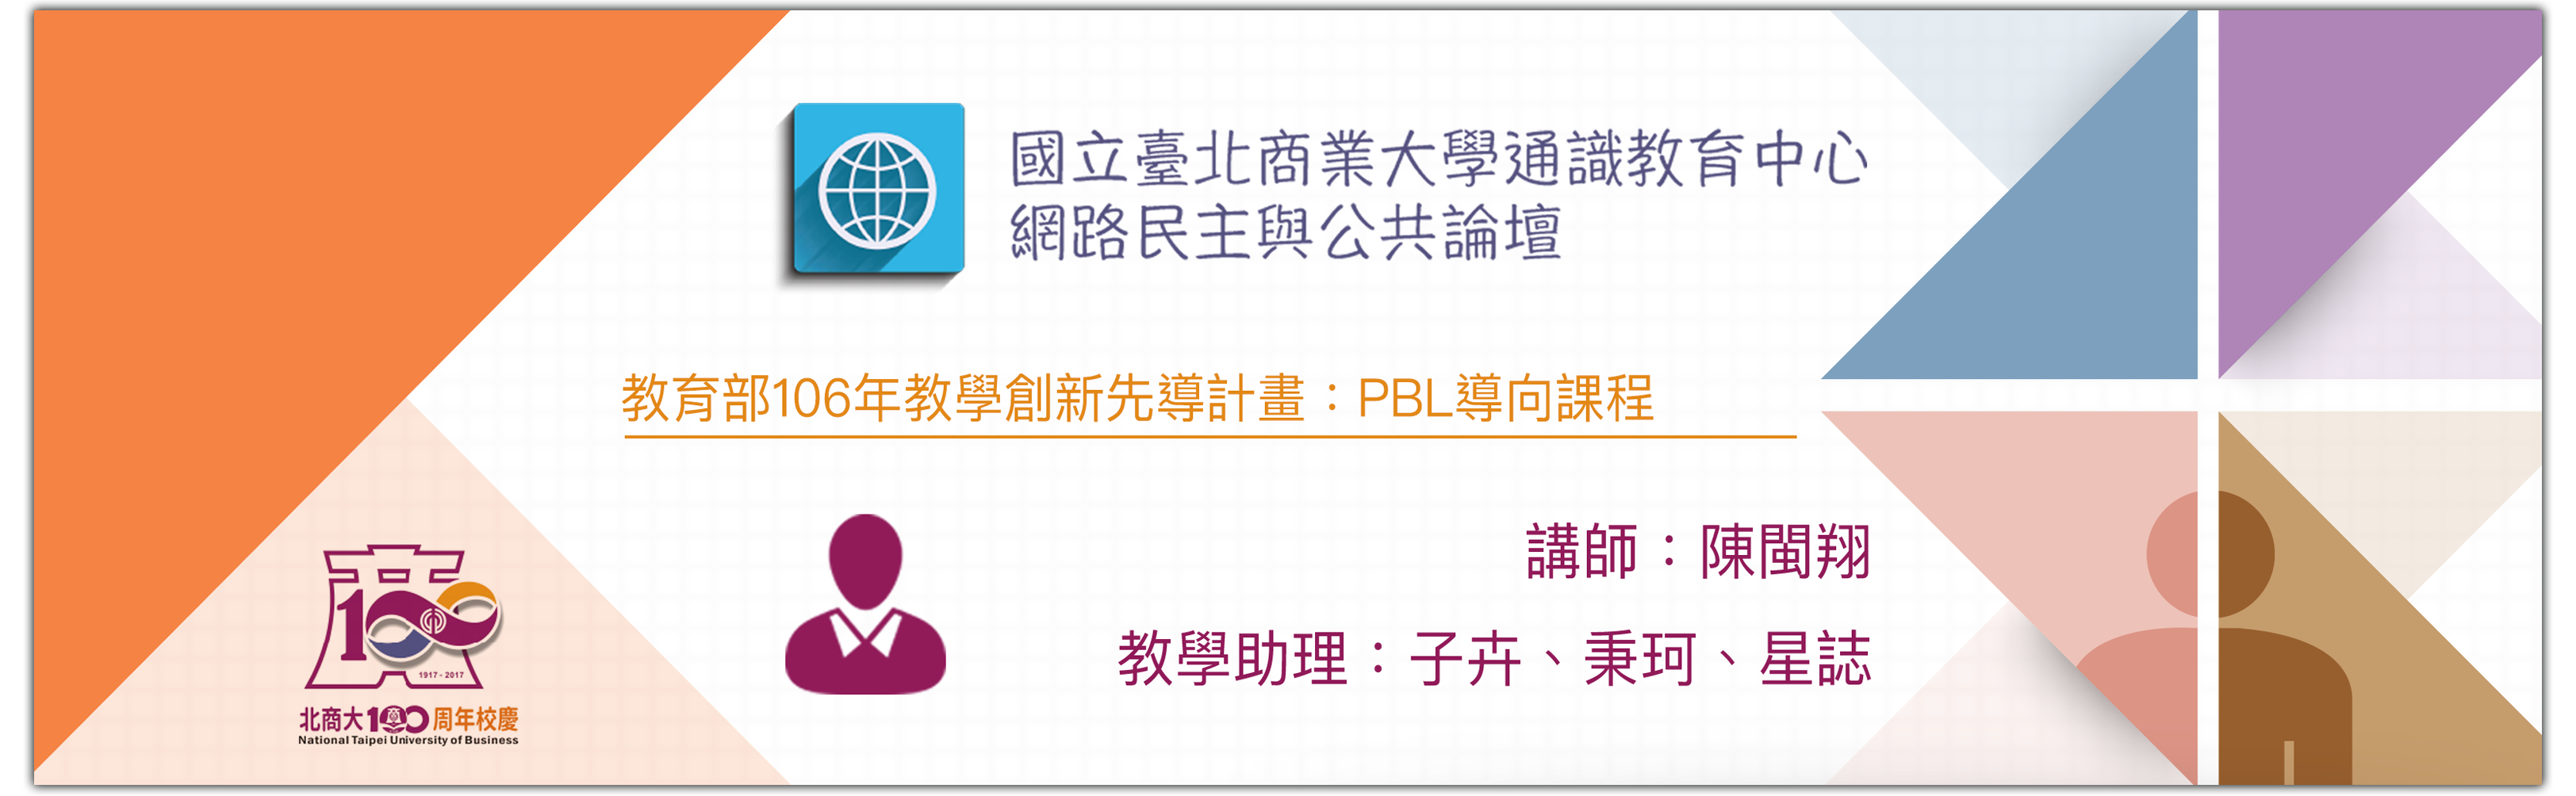 國立臺北商業大學通識教育中心
網路民主與公共論壇
教育部106年教學創新先導計畫：PBL導向課程
講師：陳閩翔
教學助理：子卉、秉珂、星誌
100
1917-2017
北商大100周年校慶
National Taipei University of Business